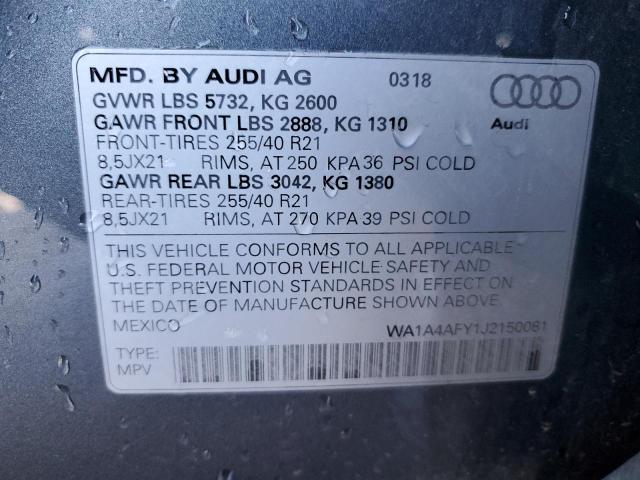 MFD. BY AUDI AG 0318
GVWR LBS 5732, KG 2600
GAWR FRONT LBS 2888, KG 1310 Audi
FRONT-TIRES 255/40 R21
8,5JX21 RIMS, AT 250 KPA 36 PSI COLD
GAWR REAR LBS 3042, KG 1380
REAR-TIRES 255/40 R21
8,5JX21 RIMS, AT 270 KPA 39 PSI COLD
THIS VEHICLE CONFORMS TO ALL APPLICABLE
U.S. FEDERAL MOTOR VEHICLE SAFETY AND
THEFT PREVENTION STANDARDS IN EFFECT ON
THE DATE OF MANUFACTURE SHOWN ABOVE.
MEXICO WA1A4AFY1J2150081
TYPE:
MPV